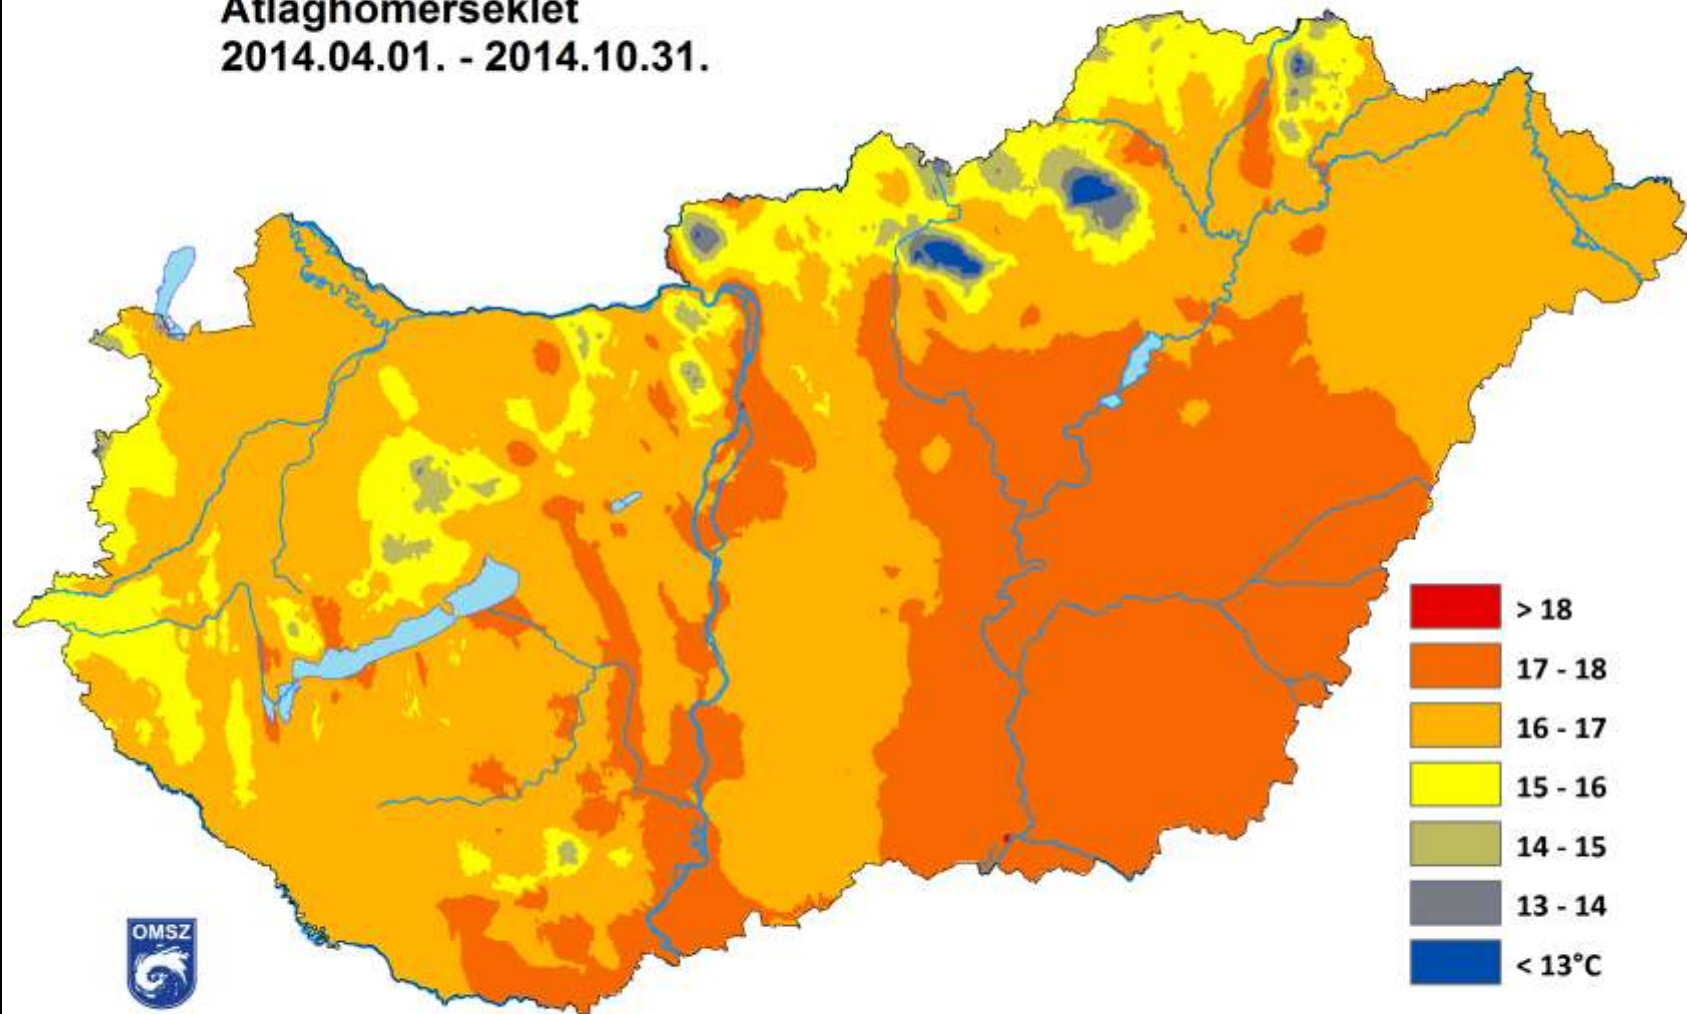 Átlaghőmérséklet
2014.04.01. - 2014.10.31.
> 18
17 - 18
16 - 17
15 - 16
14 - 15
13 - 14
< 13°C
OMSZ